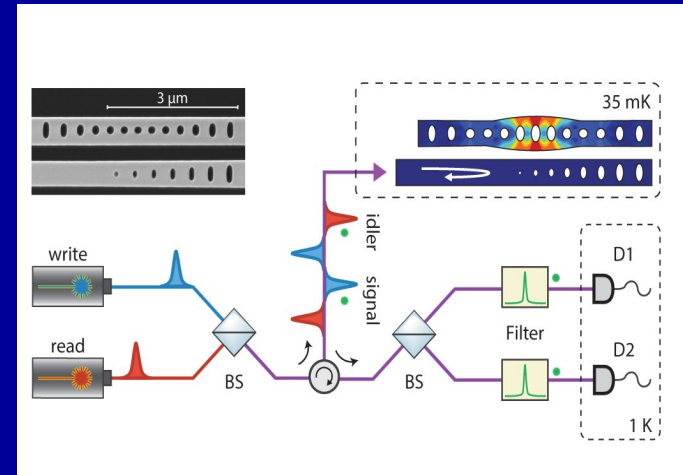 3 μm
35 mK
idler
signal
write
read
BS
BS
Filter
D1
D2
1 K